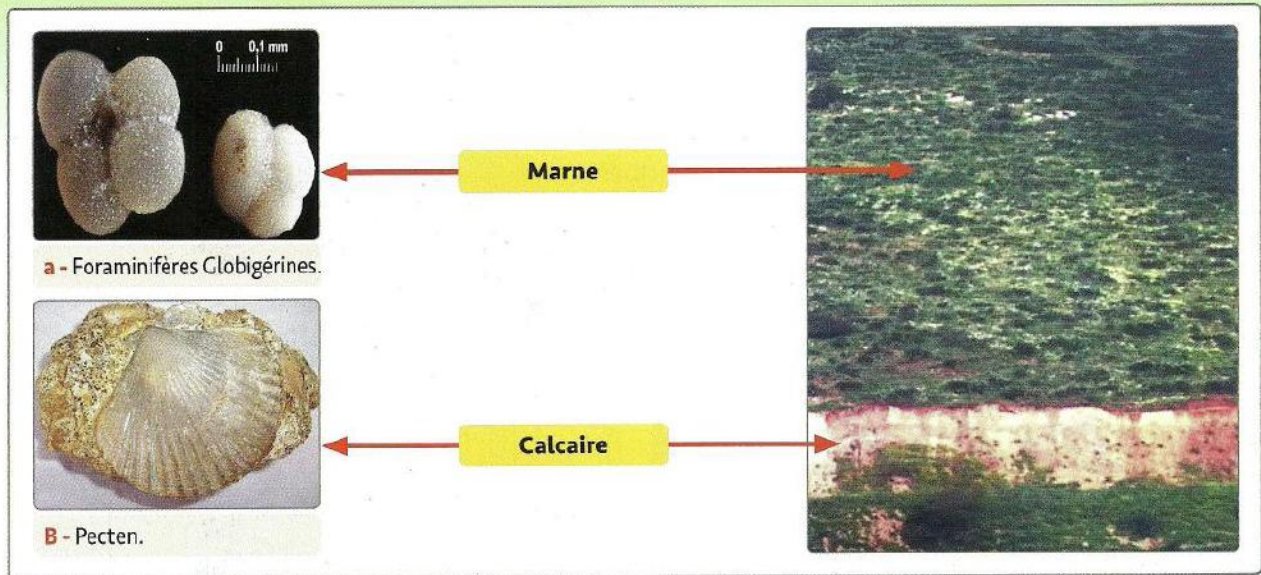 0 0,1 mm
Marne
a - Foraminifères Globigérines.
Calcaire
B - Pecten.